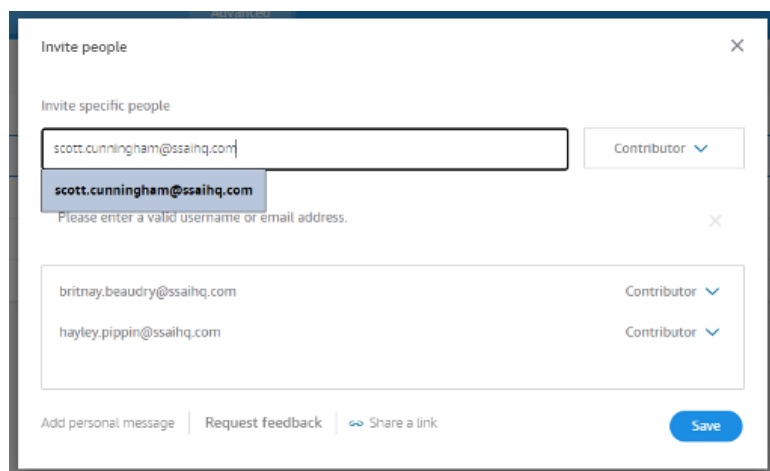 Advanced
Invite people
Invite specific people
scott.cunningham@ssaihq.com
Contributor
scott.cunningham@ssaihq.com
Please enter a valid username or email address.
britnay.beaudry@ssaihq.com Contributor
hayley.pippin@ssaihq.com Contributor
Add personal message Request feedback Share a link Save